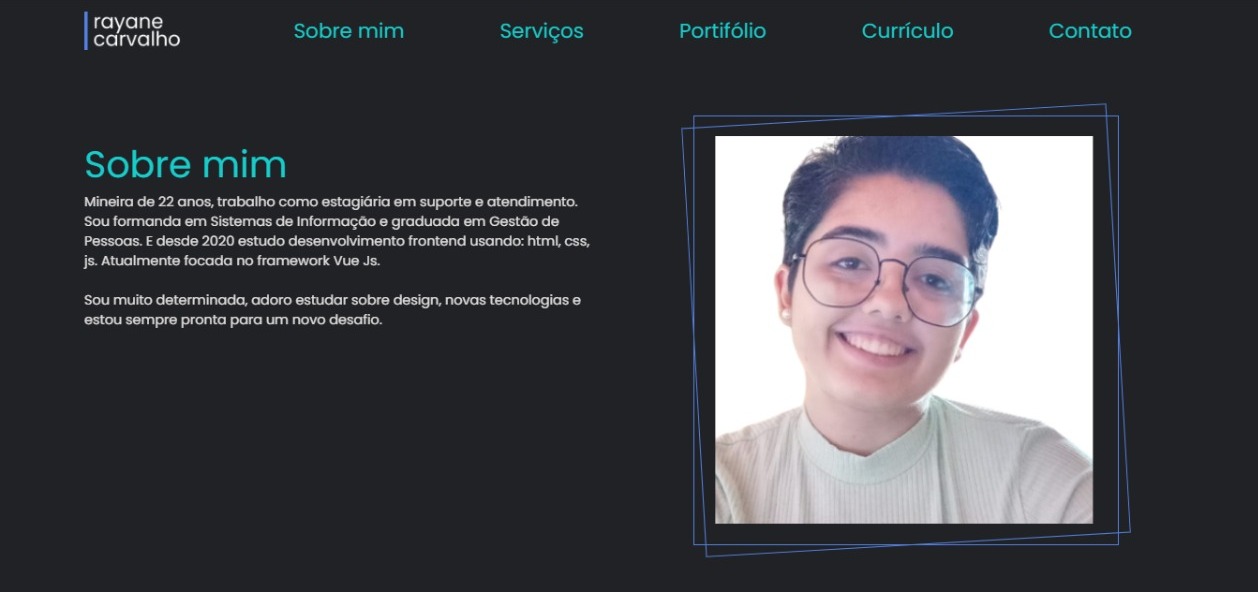 rayane
carvalho
Sobre mim
Serviços
Portifólio
Currículo
Contato
Sobre mim
Mineira de 22 anos, trabalho como estagiária em suporte e atendimento.
Sou formanda em Sistemas de Informação e graduada em Gestão de
Pessoas. E desde 2020 estudo desenvolvimento frontend usando: html, css,
js. Atualmente focada no framework Vue Js.
Sou muito determinada, adoro estudar sobre design, novas tecnologias e
estou sempre pronta para um novo desafio.